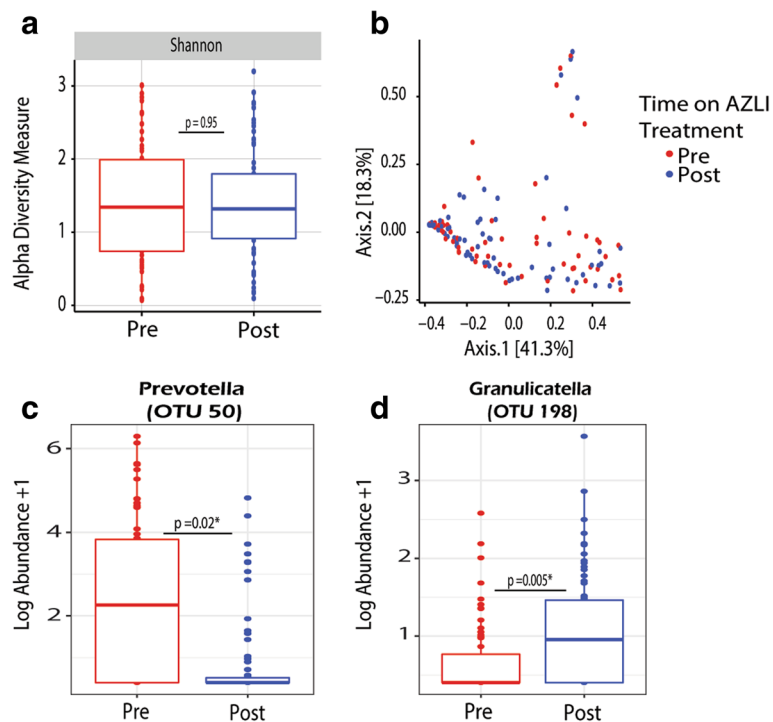 a
Shannon
Alpha Diversity Measure
3
2
1
0
p = 0.95
Pre
Post
b
Axis.2 [18.3%]
0.50
0.25
0.00
−0.25
−0.4
−0.2
0.0
0.2
0.4
Axis.1 [41.3%]
Time on AZLI
Treatment
Pre
Post
c
Prevotella
(OTU 50)
Log Abundance +1
6
4
2
p =0.02*
Pre
Post
d
Granulicatella
(OTU 198)
Log Abundance +1
3
2
1
p =0.005*
Pre
Post